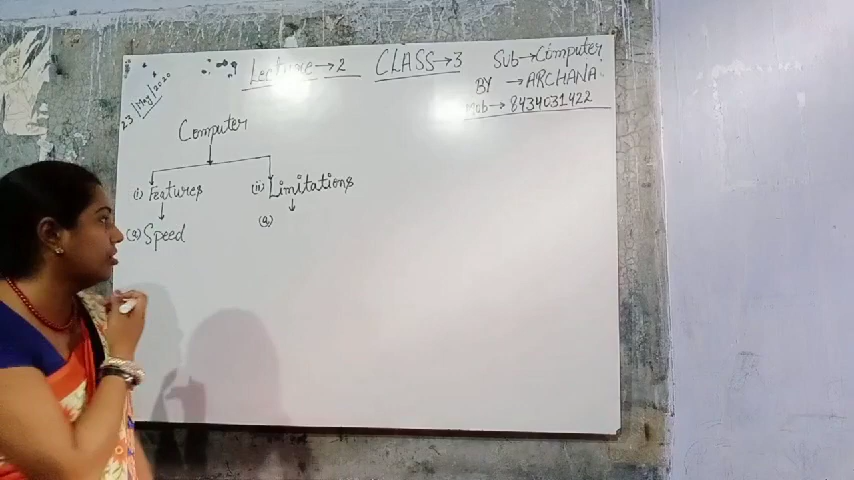 Lecture→2 CLASS→3 Sub→Computer
BY →ARCHANA
Mob→8434031422
23/May/2020
Computer
(i) Features (ii) Limitations
(a) Speed (a)